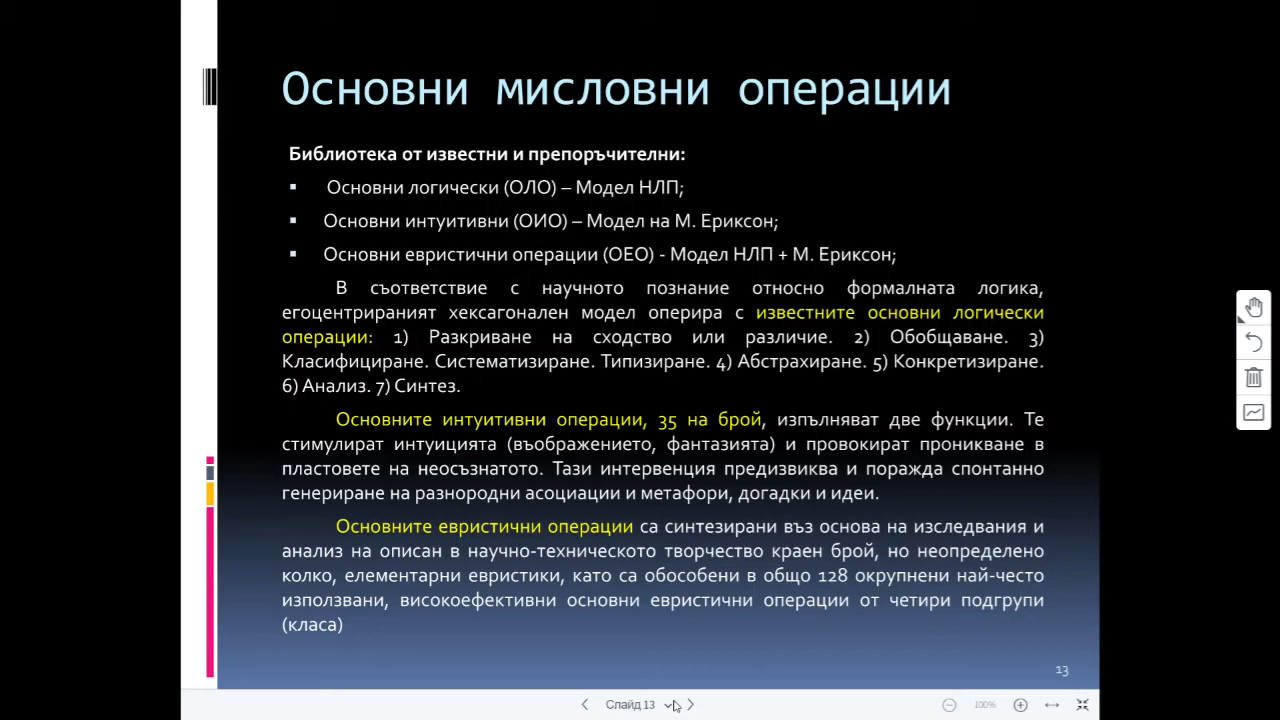 Основни мисловни операции
Библиотека от известни и препоръчителни:
▪ Основни логически (ОЛО) – Модел НЛП;
▪ Основни интуитивни (ОИО) – Модел на М. Ериксон;
▪ Основни евристични операции (ОЕО) - Модел НЛП + М. Ериксон;
В съответствие с научното познание относно формалната логика,
егоцентрираният хексагонален модел оперира с известните основни логически
операции: 1) Разкриване на сходство или различие. 2) Обобщаване. 3)
Класифициране. Систематизиране. Типизиране. 4) Абстрахиране. 5) Конкретизиране.
6) Анализ. 7) Синтез.
Основните интуитивни операции, 35 на брой, изпълняват две функции. Те
стимулират интуицията (въображението, фантазията) и провокират проникване в
пластовете на неосъзнатото. Тази интервенция предизвиква и поражда спонтанно
генериране на разнородни асоциации и метафори, догадки и идеи.
Основните евристични операции са синтезирани въз основа на изследвания и
анализ на описан в научно-техническото творчество краен брой, но неопределено
колко, елементарни евристики, като са обособени в общо 128 окрупнени най-често
използвани, високоефективни основни евристични операции от четири подгрупи
(класа)
13
Слайд 13
100%